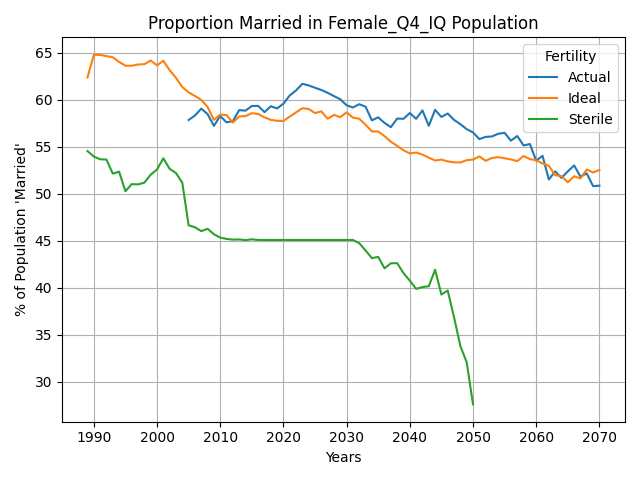 Proportion Married in Female_Q4_IQ Population
% of Population 'Married'
65
60
55
50
45
40
35
30
Fertility
Actual
Ideal
Sterile
1990 2000 2010 2020 2030 2040 2050 2060 2070
Years